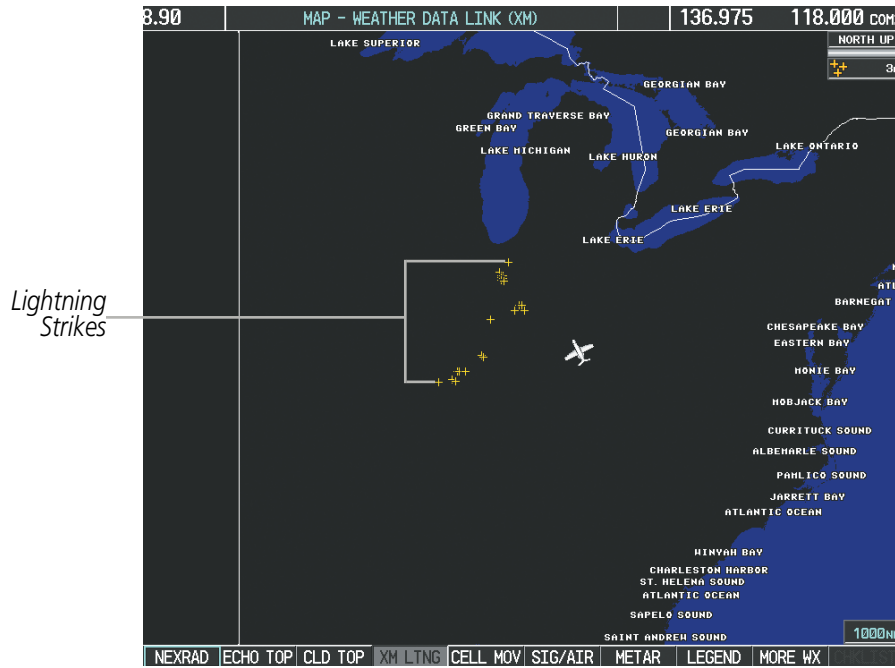 8.90 MAP - WEATHER DATA LINK (XM) 136.975 118.000 COM
NORTH UP
LAKE SUPERIOR
GEORGIAN BAY
GRAND TRAVERSE BAY
GREEN BAY
GEORGIAN BAY
LAKE MICHIGAN
LAKE HURON
LAKE ONTARIO
LAKE ERIE
LAKE ERIE
Lightning
Strikes
BARNEGAT
CHESAPEAKE BAY
EASTERN BAY
MONIE BAY
MOBJACK BAY
CURRITUCK SOUND
ALBEMARLE SOUND
PAMLICO SOUND
JARRETT BAY
ATLANTIC OCEAN
WINYAH BAY
CHARLESTON HARBOR
ST. HELENA SOUND
ATLANTIC OCEAN
SAPELO SOUND
SAINT ANDREW SOUND
1000N
NEXRAD ECHO TOP CLD TOP XM LTNG CELL MOV SIG/AIR METAR LEGEND MORE WX